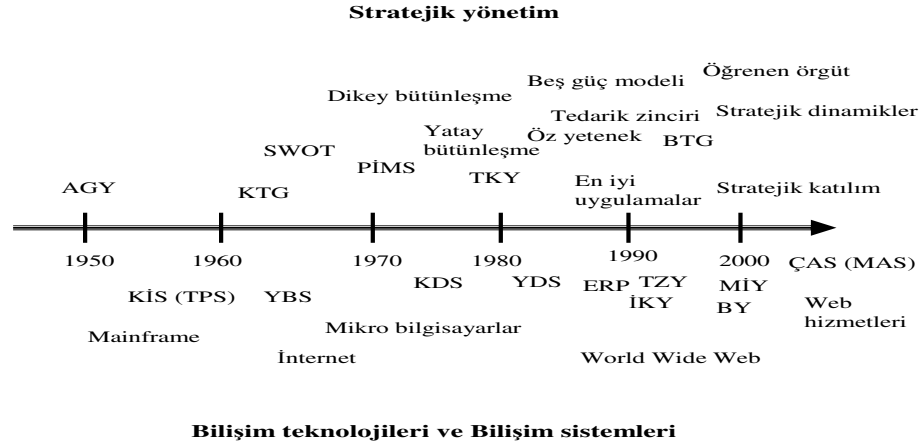 Stratejik yönetim
Beş güç modeli
Öğrenen örgüt
Dikey bütünleşme
Tedarik zinciri
Stratejik dinamikler
Yatay
bütünleşme
Öz yetenek
BTG
SWOT
PİMS
TKY
AGY
KTG
En iyi
uygulamalar
Stratejik katılım
1950
1960
1970
1980
1990
2000
ÇAS (MAS)
KİS (TPS)
YBS
KDS
YDS
ERP
TZY
İKY
MİY
BY
Web
hizmetleri
Mainframe
Mikro bilgisayarlar
İnternet
World Wide Web
Bilişim teknolojileri ve Bilişim sistemleri